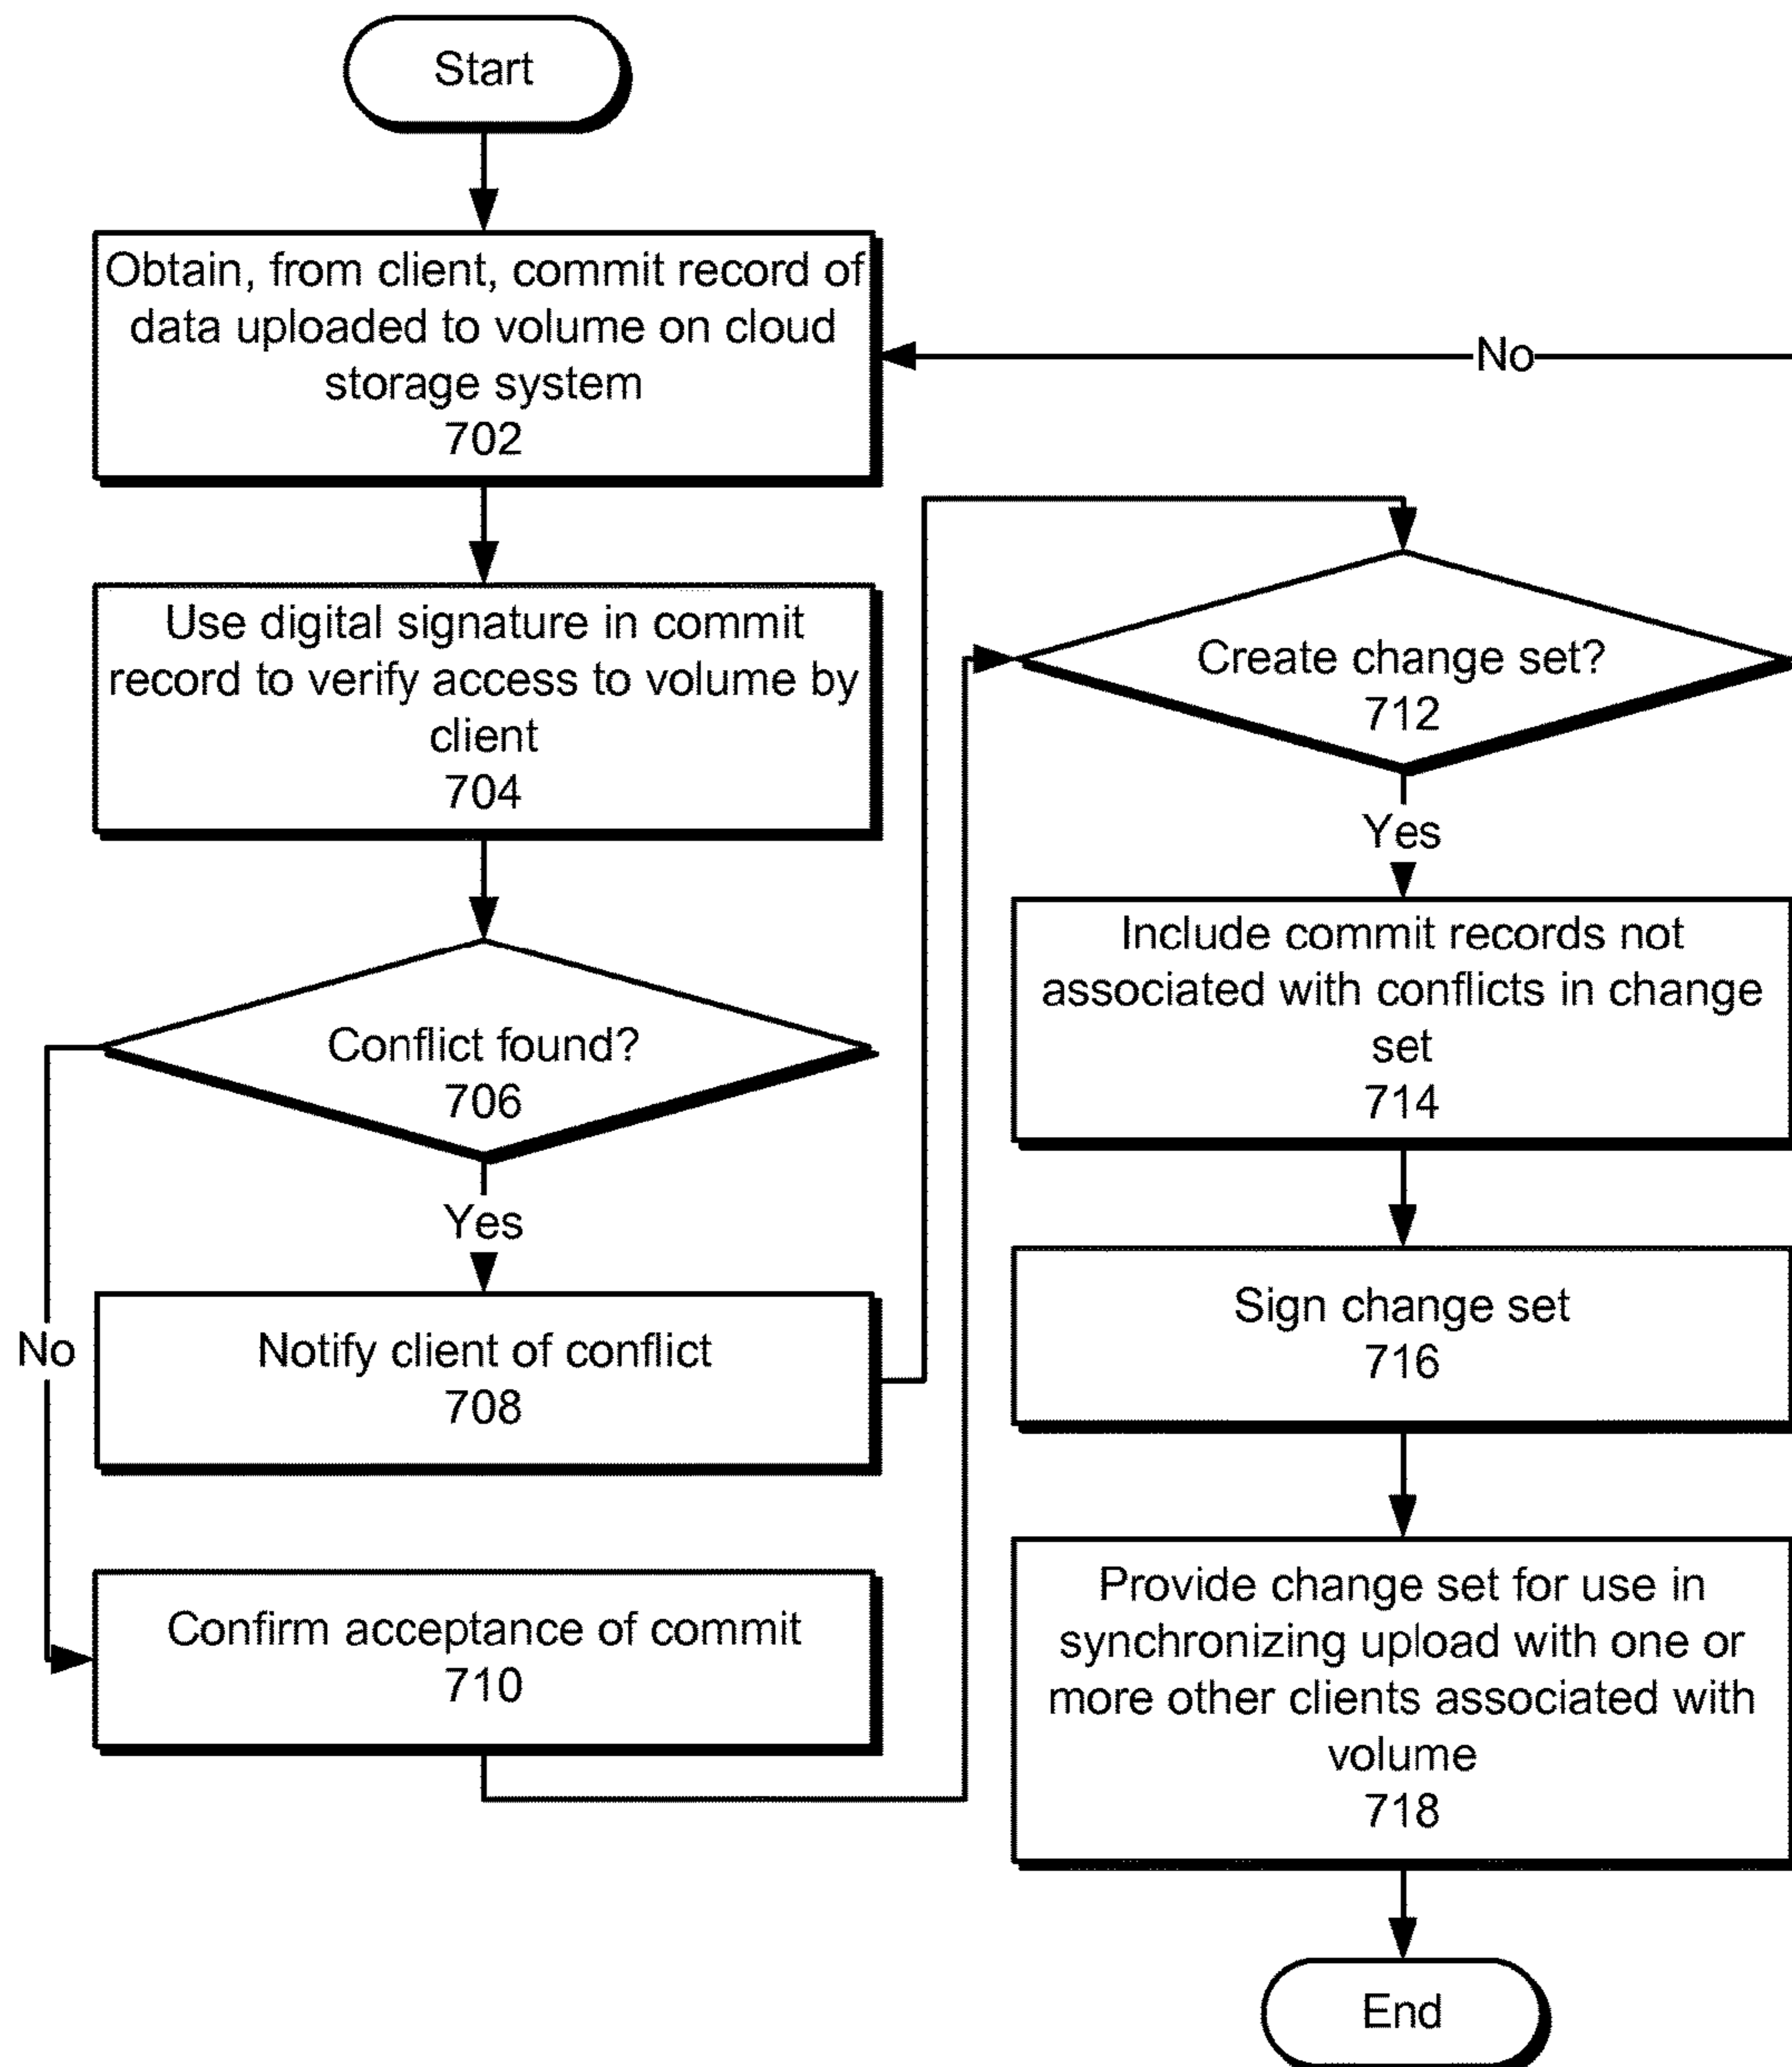 Start
Obtain, from client, commit record of
data uploaded to volume on cloud
storage system
702
Use digital signature in commit
record to verify access to volume by
client
704
Conflict found?
706
Yes
No
Notify client of conflict
708
Confirm acceptance of commit
710
No
Create change set?
712
Yes
Include commit records not
associated with conflicts in change
set
714
Sign change set
716
Provide change set for use in
synchronizing upload with one or
more other clients associated with
volume
718
End